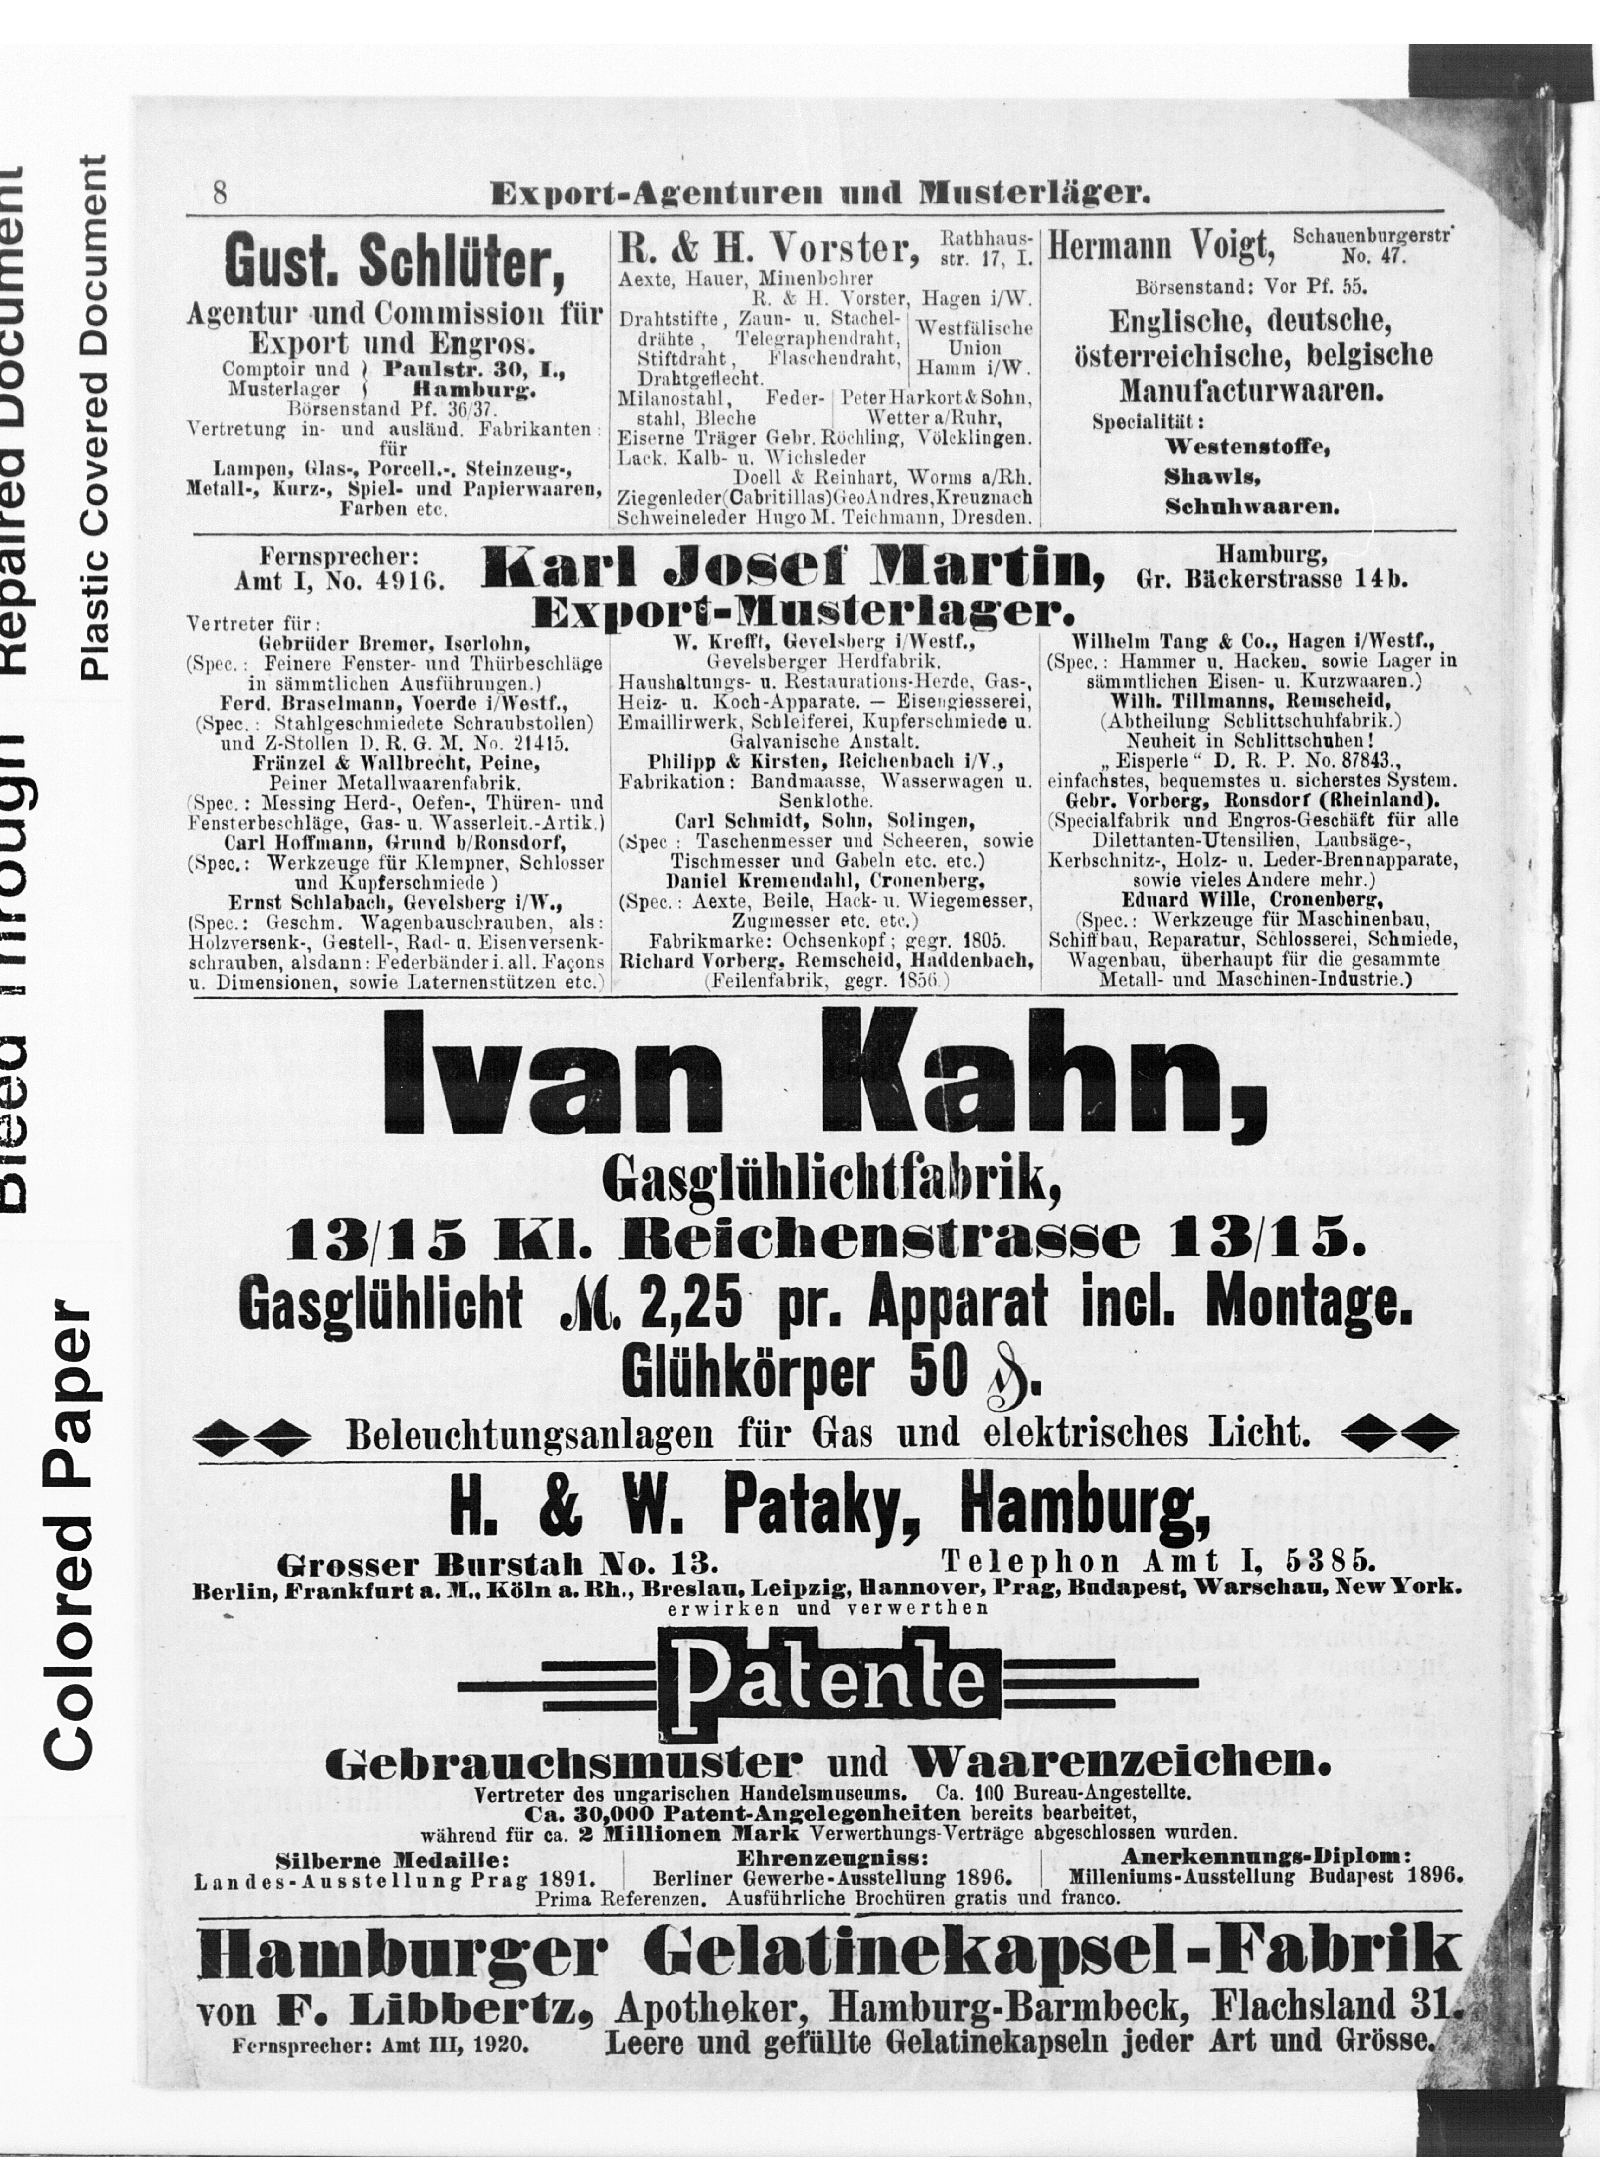 8
Export-Agenturen und Musterläger.
Gust. Schlüter,
Agentur und Commission für
Export und Engros.
Comptoir und } Paulstr. 30, I.,
Musterlager } Hamburg.
Börsenstand Pf. 36/37.
Vertretung in- und ausländ. Fabrikanten :
für
Lampen, Glas-, Porcell.-, Steinzeug-,
Metall-, Kurz-, Spiel- und Papierwaaren,
Farben etc.
R. & H. Vorster, Rathhaus-
str. 17, I.
Aexte, Hauer, Minenbohrer
R. & H. Vorster, Hagen i/W.
Drahtstifte, Zaun- u. Stachel-
drähte, Telegraphendraht,
Stiftdraht, Flaschendraht,
Drahtgeflecht.
Westfälische
Union
Hamm i/W.
Milanostahl, Feder-
stahl, Bleche
Peter Harkort & Sohn,
Wetter a/Ruhr,
Eiserne Träger Gebr. Röchling, Völcklingen.
Lack. Kalb- u. Wichsleder
Doell & Reinhart, Worms a/Rh.
Ziegenleder (Cabritillas) Geo Andres, Kreuznach
Schweineleder Hugo M. Teichmann, Dresden.
Hermann Voigt, Schauenburgerstr
No. 47.
Börsenstand: Vor Pf. 55.
Englische, deutsche,
österreichische, belgische
Manufacturwaaren.
Specialität :
Westenstoffe,
Shawls,
Schuhwaaren.
Fernsprecher:
Amt I, No. 4916.
Karl Josef Martin,
Export-Musterlager.
Hamburg,
Gr. Bäckerstrasse 14b.
Vertreter für :
Gebrüder Bremer, Iserlohn,
(Spec. : Feinere Fenster- und Thürbeschläge
in sämmtlichen Ausführungen.)
Ferd. Braselmann, Voerde i/Westf.,
(Spec. : Stahlgeschmiedete Schraubstollen)
und Z-Stollen D. R. G. M. No. 21415.
Fränzel & Wallbrecht, Peine,
Peiner Metallwaarenfabrik.
(Spec. : Messing Herd-, Oefen-, Thüren- und
Fensterbeschläge, Gas- u. Wasserleit.-Artik.)
Carl Hoffmann, Grund b/Ronsdorf,
(Spec.: Werkzeuge für Klempner, Schlosser
und Kupferschmiede )
Ernst Schlabach, Gevelsberg i/W.,
(Spec.: Geschm. Wagenbauschrauben, als :
Holzversenk-, Gestell-, Rad- u. Eisenversenk-
schrauben, alsdann : Federbänder i. all. Façons
u. Dimensionen, sowie Laternenstützen etc.)
W. Krefft, Gevelsberg i/Westf.,
Gevelsberger Herdfabrik.
Haushaltungs- u. Restaurations-Herde, Gas-,
Heiz- u. Koch-Apparate. — Eisengiesserei,
Emaillirwerk, Schleiferei, Kupferschmiede u.
Galvanische Anstalt.
Philipp & Kirsten, Reichenbach i/V.,
Fabrikation : Bandmaasse, Wasserwagen u.
Senklothe.
Carl Schmidt, Sohn, Solingen,
(Spec : Taschenmesser und Scheeren, sowie
Tischmesser und Gabeln etc. etc.)
Daniel Kremendahl, Cronenberg,
(Spec. : Aexte, Beile, Hack- u. Wiegemesser,
Zugmesser etc. etc.)
Fabrikmarke: Ochsenkopf ; gegr. 1805.
Richard Vorberg, Remscheid, Haddenbach,
(Feilenfabrik, gegr. 1856.)
Wilhelm Tang & Co., Hagen i/Westf.,
(Spec. : Hammer u. Hacken, sowie Lager in
sämmtlichen Eisen- u. Kurzwaaren.)
Wilh. Tillmanns, Remscheid,
(Abtheilung Schlittschuhfabrik.)
Neuheit in Schlittschuhen !
„Eisperle“ D. R. P. No. 87843.,
einfachstes, bequemstes u. sicherstes System.
Gebr. Vorberg, Ronsdorf (Rheinland).
(Specialfabrik und Engros-Geschäft für alle
Dilettanten-Utensilien, Laubsäge-,
Kerbschnitz-, Holz- u. Leder-Brennapparate,
sowie vieles Andere mehr.)
Eduard Wille, Cronenberg,
(Spec. : Werkzeuge für Maschinenbau,
Schiffbau, Reparatur, Schlosserei, Schmiede,
Wagenbau, überhaupt für die gesammte
Metall- und Maschinen-Industrie.)
Ivan Kahn,
Gasglühlichtfabrik,
13/15 Kl. Reichenstrasse 13/15.
Gasglühlicht M. 2,25 pr. Apparat incl. Montage.
Glühkörper 50 ₰.
Beleuchtungsanlagen für Gas und elektrisches Licht.
H. & W. Pataky, Hamburg,
Grosser Burstah No. 13. Telephon Amt I, 5385.
Berlin, Frankfurt a. M., Köln a. Rh., Breslau, Leipzig, Hannover, Prag, Budapest, Warschau, New York.
erwirken und verwerthen
Patente
Gebrauchsmuster und Waarenzeichen.
Vertreter des ungarischen Handelsmuseums. Ca. 100 Bureau-Angestellte.
Ca. 30,000 Patent-Angelegenheiten bereits bearbeitet,
während für ca. 2 Millionen Mark Verwerthungs-Verträge abgeschlossen wurden.
Silberne Medaille:
Landes-Ausstellung Prag 1891.
Ehrenzeugniss:
Berliner Gewerbe-Ausstellung 1896.
Anerkennungs-Diplom:
Milleniums-Ausstellung Budapest 1896.
Prima Referenzen. Ausführliche Brochüren gratis und franco.
Hamburger Gelatinekapsel-Fabrik
von F. Libbertz, Apotheker, Hamburg-Barmbeck, Flachsland 31.
Fernsprecher: Amt III, 1920. Leere und gefüllte Gelatinekapseln jeder Art und Grösse.
Colored Paper
Plastic Covered Document
Bleed Through
Repaired Document